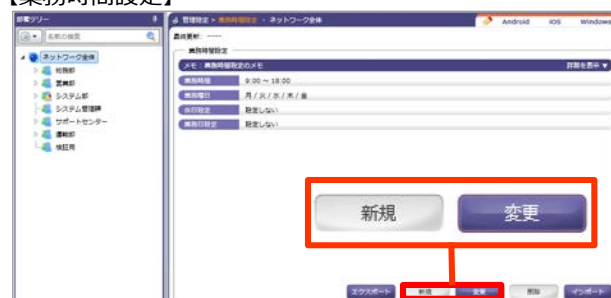 【業務時間設定】
部署ツリー
管理設定 > 業務時間設定 - ネットワーク全体
Android iOS Windows
名前の検索
最終更新: -----
業務時間設定
ネットワーク全体
メモ：業務時間設定のメモ
詳細を表示 ▼
総務部
業務時間 9:00 ～ 18:00
営業部
業務曜日 月 / 火 / 水 / 木 / 金
システム部
休日設定 設定しない
システム管理課
業務日設定 設定しない
サポートセンター
運輸部
検証用
新規 変更
エクスポート 新規 変更 削除 インポート